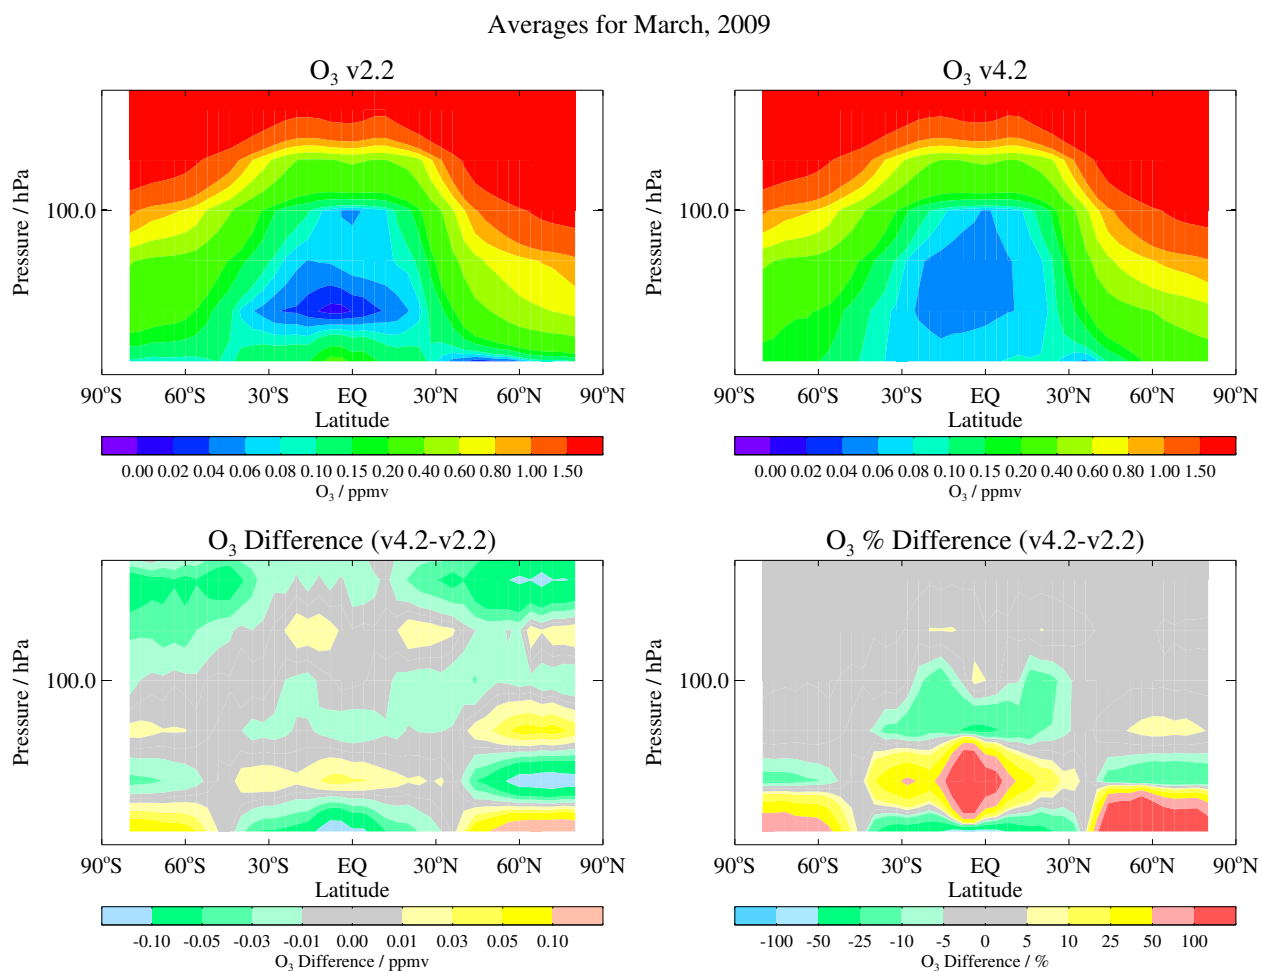 Averages for March, 2009
O₃ v2.2
Pressure / hPa
100.0
90°S 60°S 30°S EQ 30°N 60°N 90°N
Latitude
0.00 0.02 0.04 0.06 0.08 0.10 0.15 0.20 0.40 0.60 0.80 1.00 1.50
O₃ / ppmv
O₃ v4.2
Pressure / hPa
100.0
90°S 60°S 30°S EQ 30°N 60°N 90°N
Latitude
0.00 0.02 0.04 0.06 0.08 0.10 0.15 0.20 0.40 0.60 0.80 1.00 1.50
O₃ / ppmv
O₃ Difference (v4.2-v2.2)
Pressure / hPa
100.0
90°S 60°S 30°S EQ 30°N 60°N 90°N
Latitude
-0.10 -0.05 -0.03 -0.01 0.00 0.01 0.03 0.05 0.10
O₃ Difference / ppmv
O₃ % Difference (v4.2-v2.2)
Pressure / hPa
100.0
90°S 60°S 30°S EQ 30°N 60°N 90°N
Latitude
-100 -50 -25 -10 -5 0 5 10 25 50 100
O₃ Difference / %